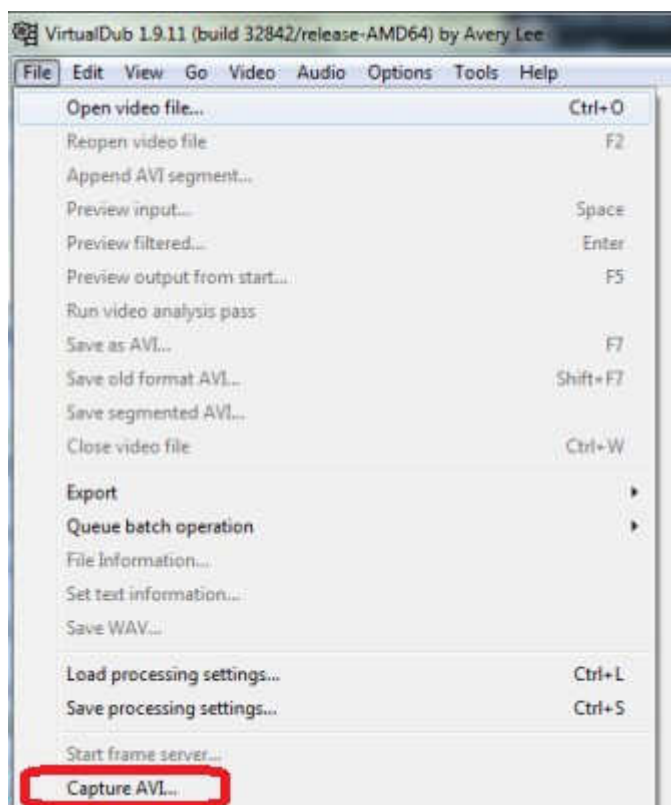 VirtualDub 1.9.11 (build 32842/release-AMD64) by Avery Lee
File Edit View Go Video Audio Options Tools Help
Open video file... Ctrl+O
Reopen video file F2
Append AVI segment...
Preview input... Space
Preview filtered... Enter
Preview output from start... F5
Run video analysis pass
Save as AVI... F7
Save old format AVI... Shift+F7
Save segmented AVI...
Close video file Ctrl+W
Export
Queue batch operation
File Information...
Set text information...
Save WAV...
Load processing settings... Ctrl+L
Save processing settings... Ctrl+S
Start frame server...
Capture AVI...